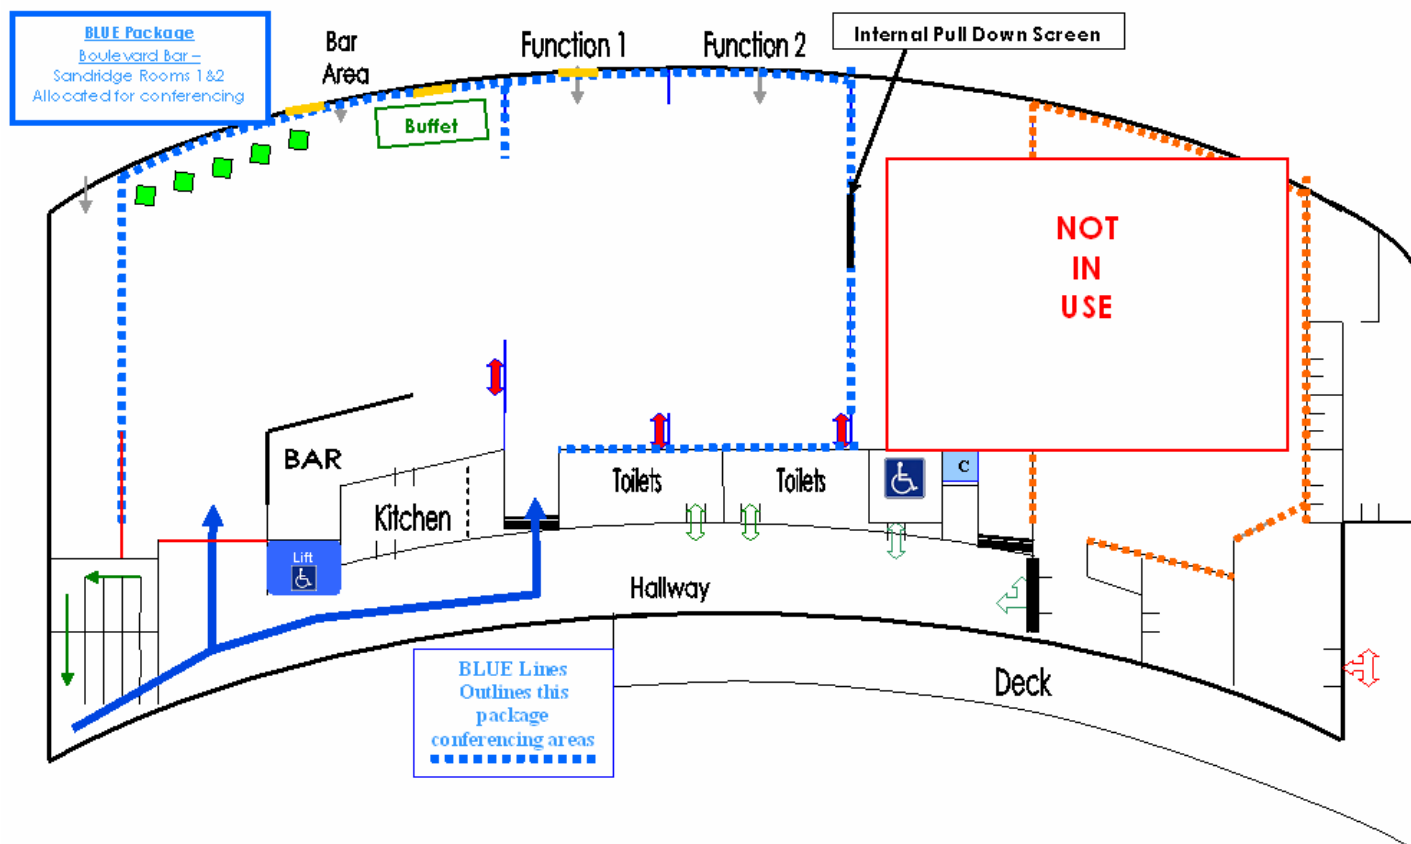 BLUE Package
Boulevard Bar –
Sandridge Rooms 1&2
Allocated for conferencing
Bar
Area
Function 1
Function 2
Internal Pull Down Screen
Buffet
NOT
IN
USE
BAR
Kitchen
Toilets
Toilets
C
Lift
Hallway
BLUE Lines
Outlines this
package
conferencing areas
Deck